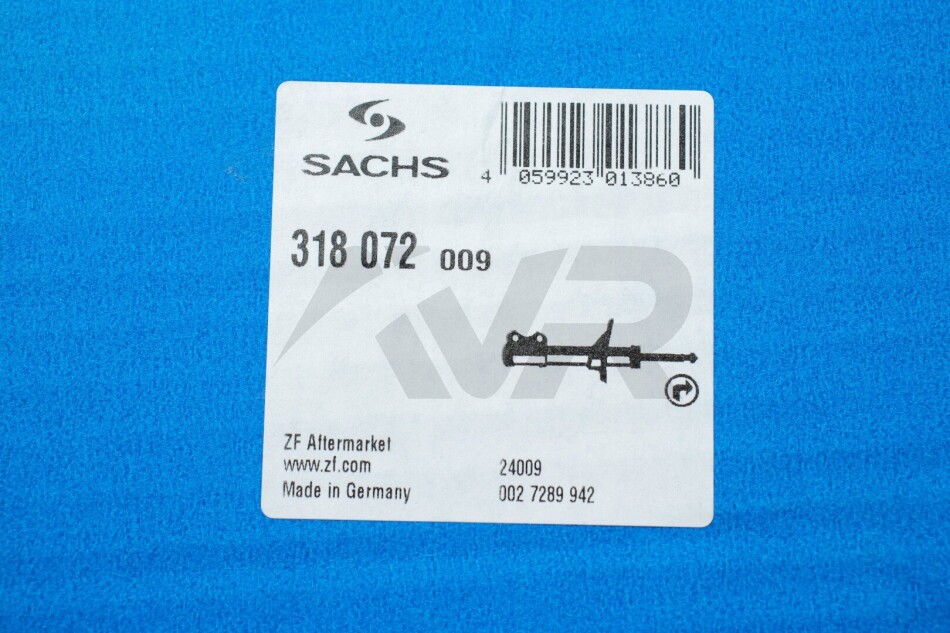 SACHS
4 059923 013860
318 072 009
VR
ZF Aftermarket
www.zf.com
Made in Germany
24009
002 7289 942